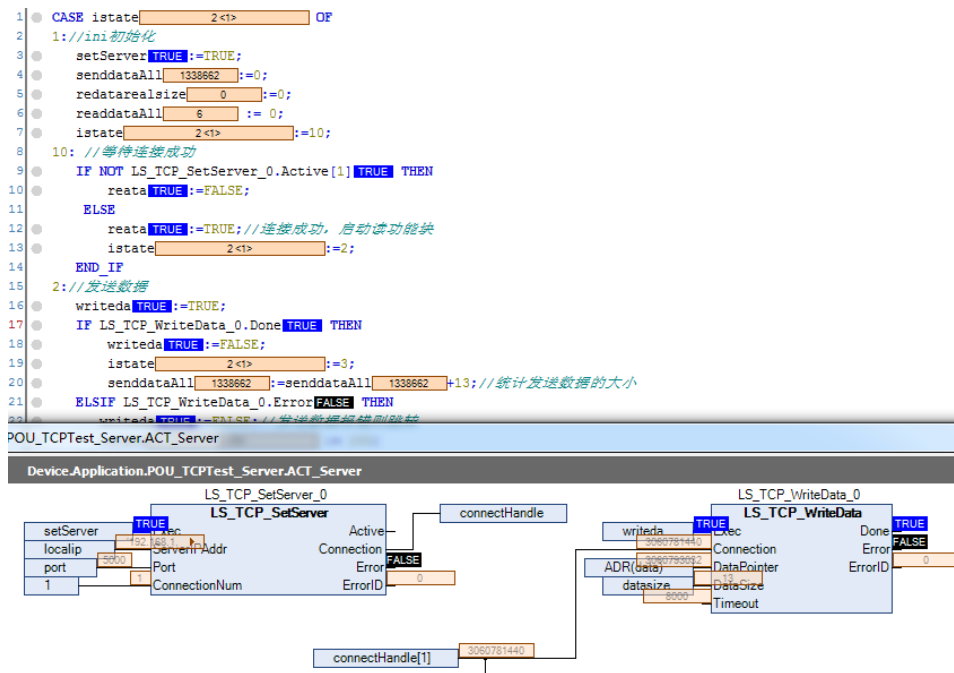 1 CASE istate 2 <1> OF
2 1://ini初始化
3 setServer TRUE :=TRUE;
4 senddataAll 1338662 :=0;
5 redatarealsize 0 :=0;
6 readdataAll 6 := 0;
7 istate 2 <1> :=10;
8 10: //等待连接成功
9 IF NOT LS_TCP_SetServer_0.Active[1] TRUE THEN
10 reata TRUE :=FALSE;
11 ELSE
12 reata TRUE :=TRUE;//连接成功，启动读功能块
13 istate 2 <1> :=2;
14 END_IF
15 2://发送数据
16 writeda TRUE :=TRUE;
17 IF LS_TCP_WriteData_0.Done TRUE THEN
18 writeda TRUE :=FALSE;
19 istate 2 <1> :=3;
20 senddataAll 1338662 :=senddataAll 1338662 +13;//统计发送数据的大小
21 ELSIF LS_TCP_WriteData_0.Error FALSE THEN
POU_TCPTest_Server.ACT_Server
Device.Application.POU_TCPTest_Server.ACT_Server
LS_TCP_SetServer_0
LS_TCP_SetServer
setServer TRUE Exec Active
localip '192.168.1. ServerIPAddr Connection connectHandle
port 5000 Port Error FALSE
1 1 ConnectionNum ErrorID 0
LS_TCP_WriteData_0
LS_TCP_WriteData
writeda TRUE Exec Done TRUE
3060781440 Connection Error FALSE
ADR(data) DataPointer ErrorID 0
datasize 13 DataSize
8000 Timeout
connectHandle[1] 3060781440